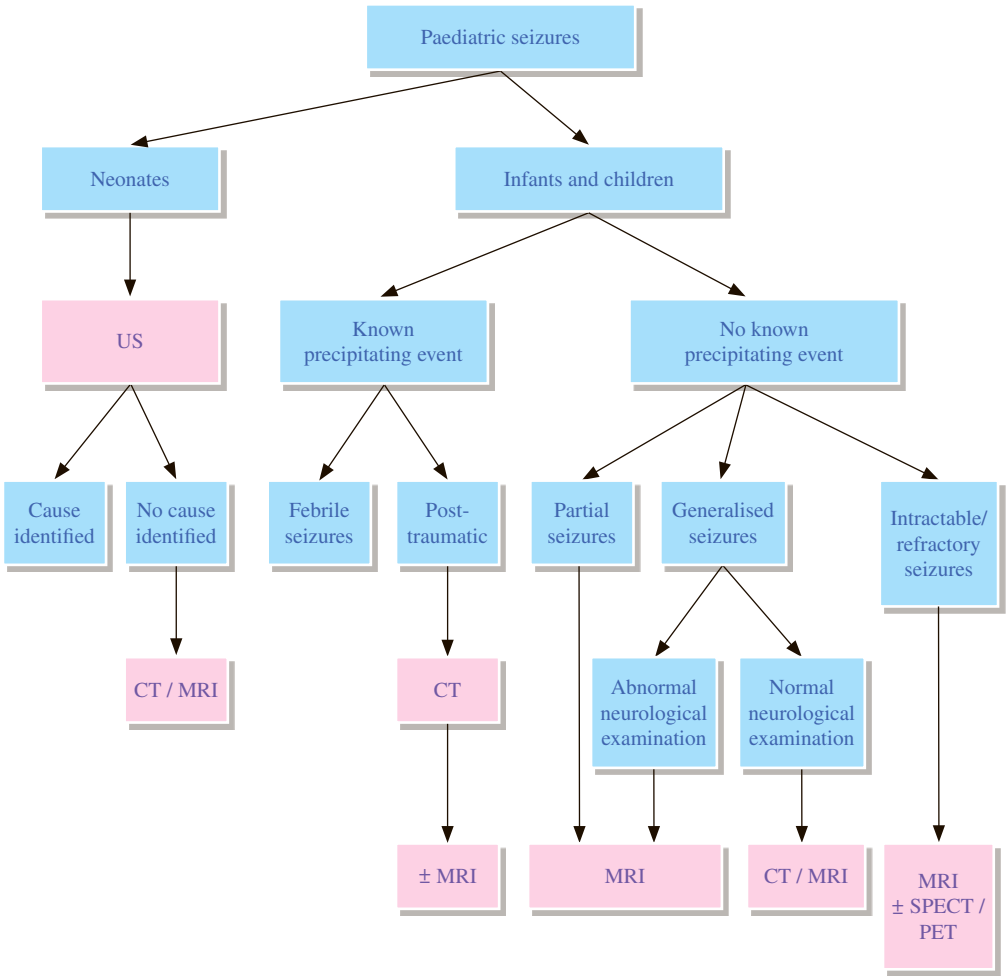 Paediatric seizures
Neonates
Infants and children
US
Known
precipitating event
No known
precipitating event
Cause
identified
No cause
identified
Febrile
seizures
Post-
traumatic
Partial
seizures
Generalised
seizures
Intractable/
refractory
seizures
CT / MRI
CT
Abnormal
neurological
examination
Normal
neurological
examination
± MRI
MRI
CT / MRI
MRI
± SPECT /
PET